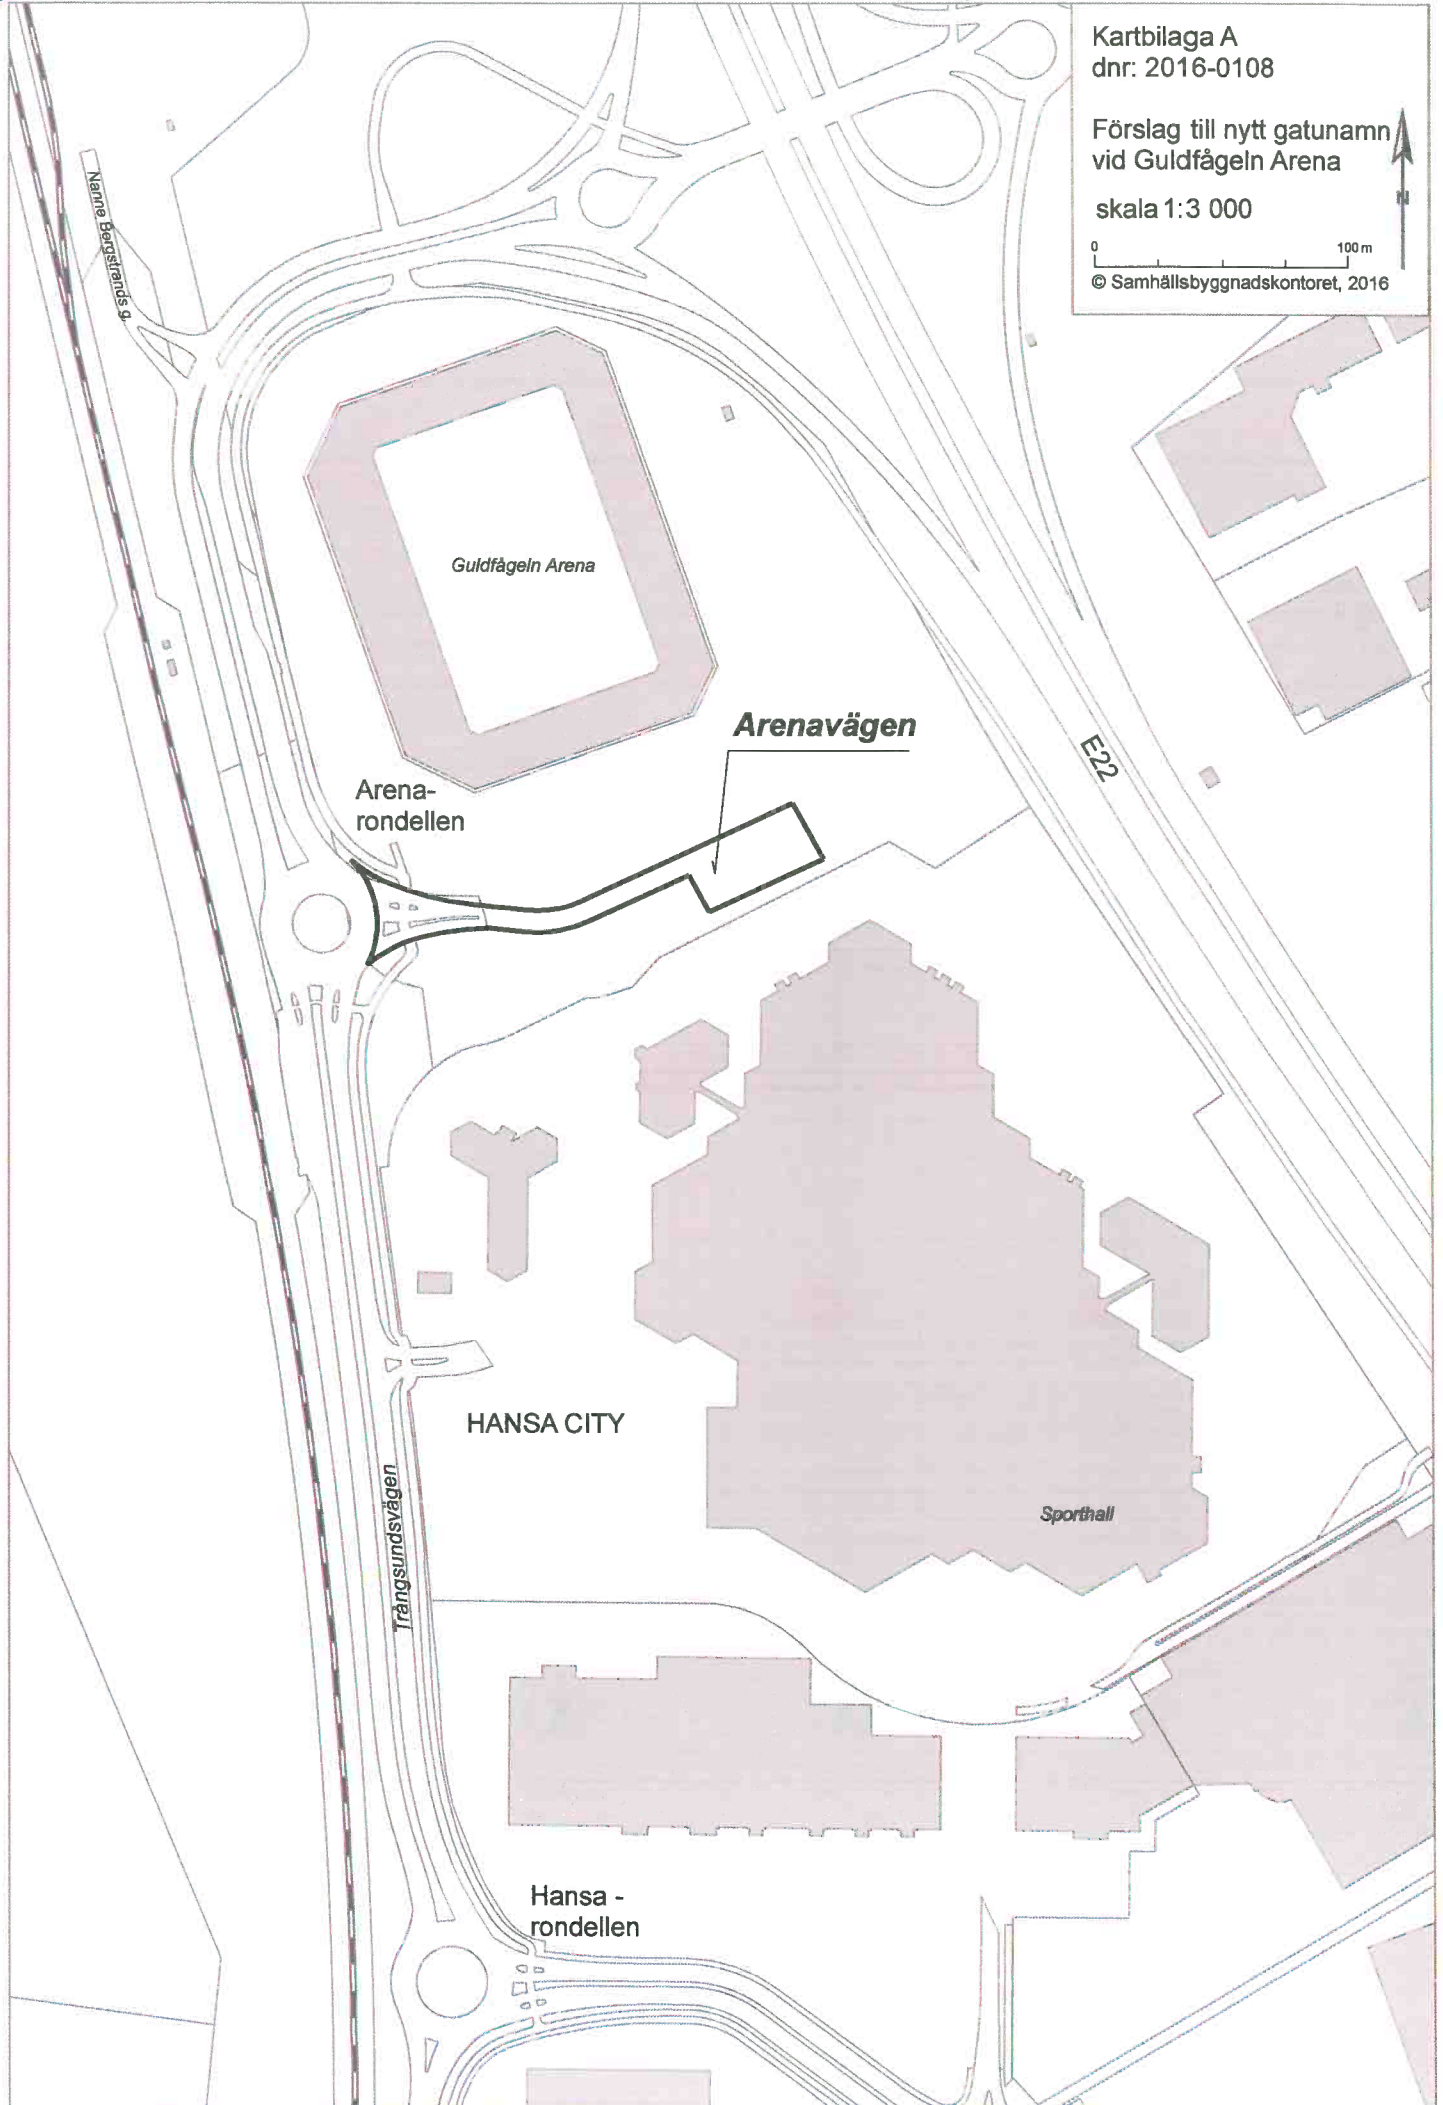 Kartbilaga A
dnr: 2016-0108
Förslag till nytt gatunamn
vid Guldfågeln Arena
skala 1:3 000
N
0 100 m
© Samhällsbyggnadskontoret, 2016
Nanne Bergstrands g.
Guldfågeln Arena
Arenavägen
E22
Arena-
rondellen
HANSA CITY
Trångsundsvägen
Sporthall
Hansa -
rondellen